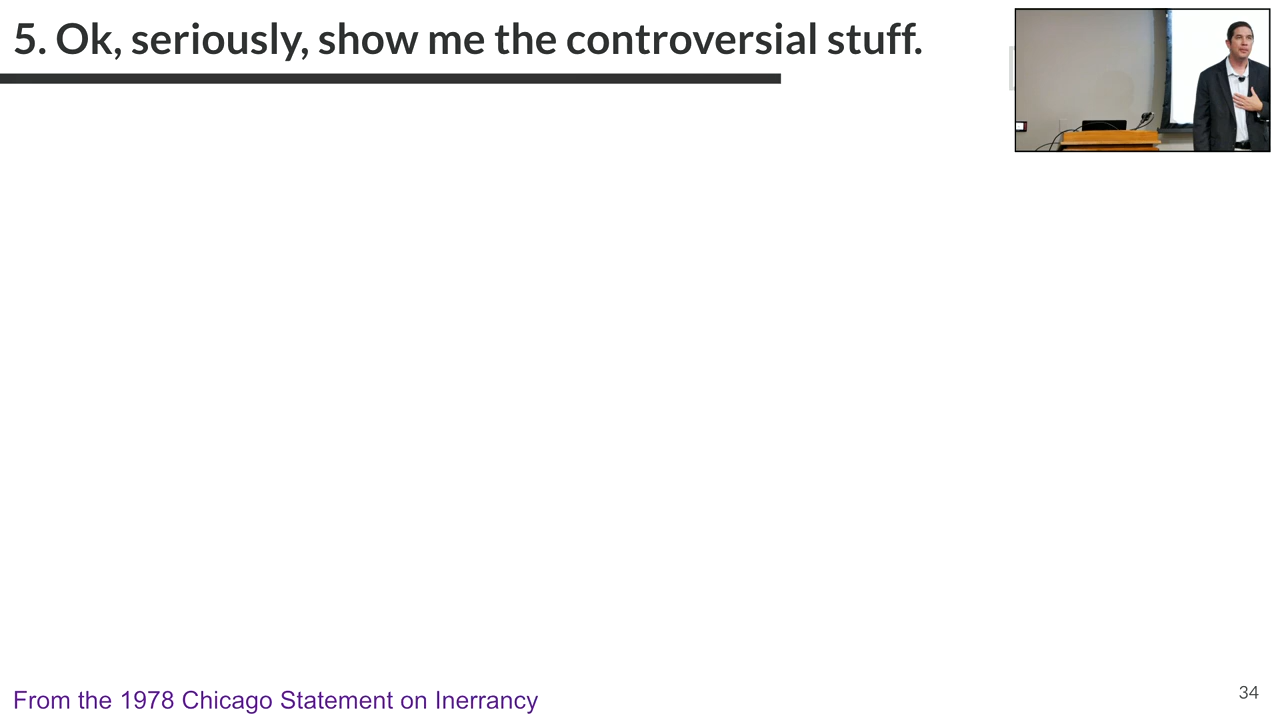 5. Ok, seriously, show me the controversial stuff.
From the 1978 Chicago Statement on Inerrancy
34